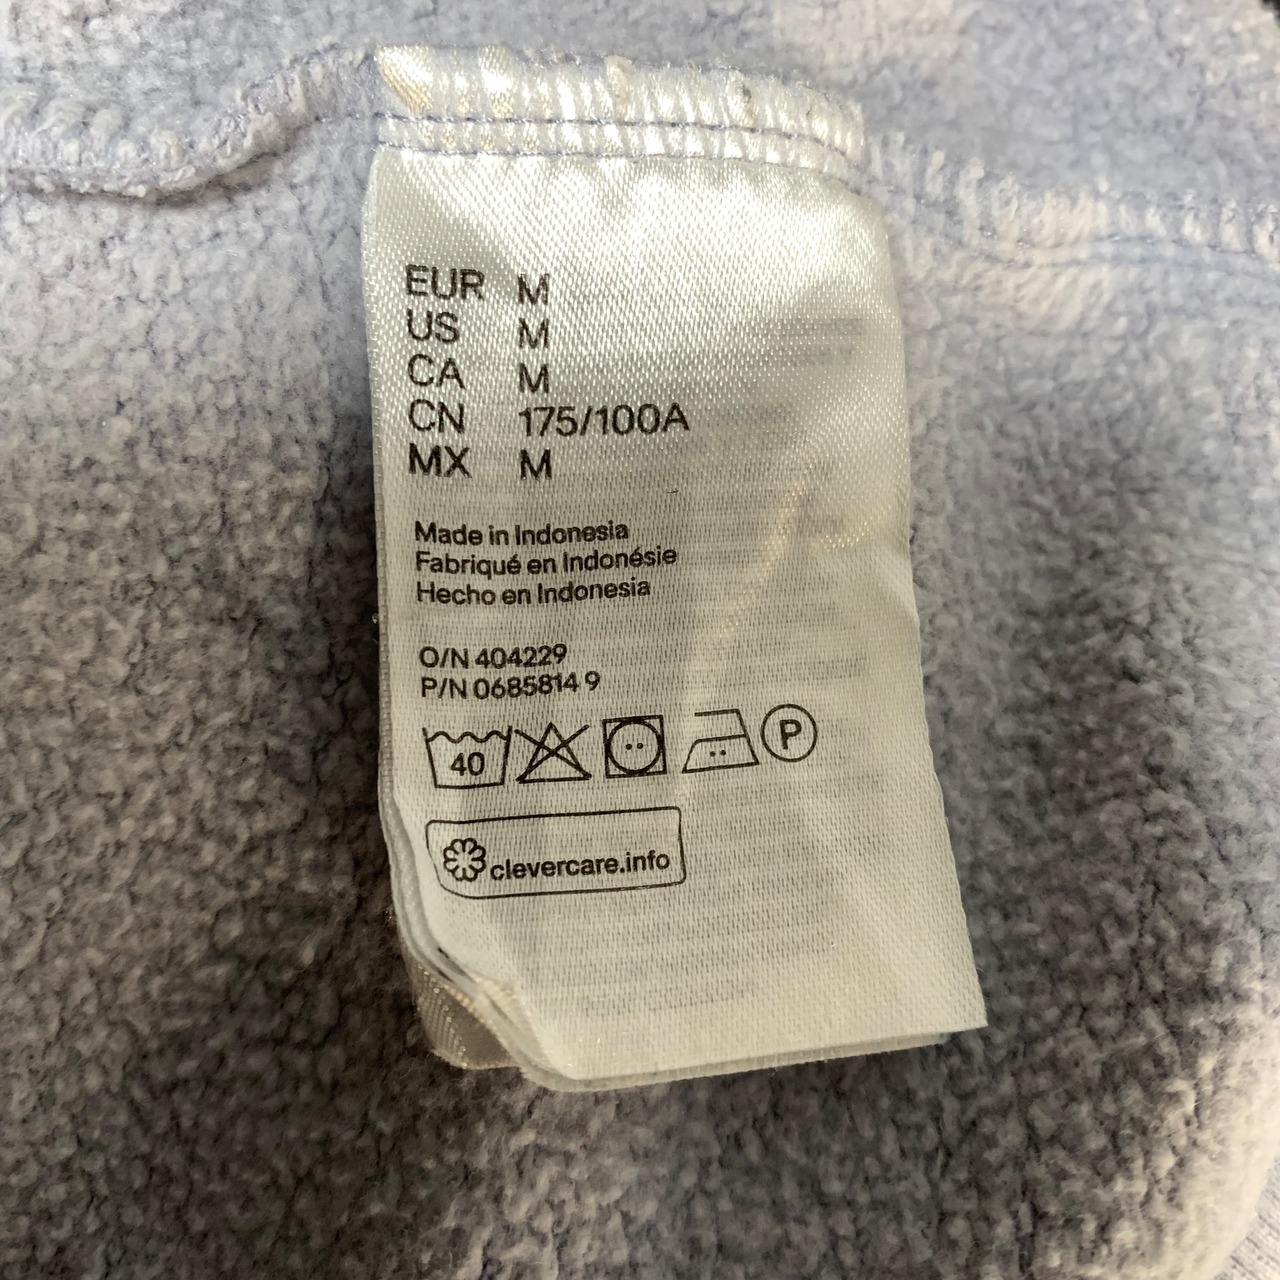 EUR M
US M
CA M
CN 175/100A
MX M
Made in Indonesia
Fabriqué en Indonésie
Hecho en Indonesia
O/N 404229
P/N 0685814 9
40
P
clevercare.info